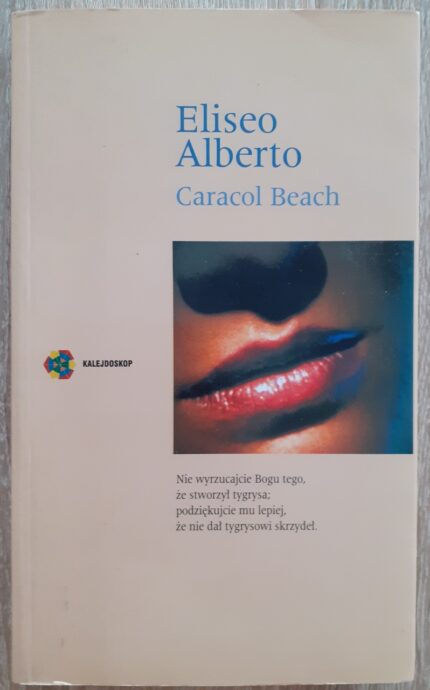 Eliseo
Alberto
Caracol Beach
KALEJDOSKOP
Nie wyrzucajcie Bogu tego,
że stworzył tygrysa;
podziękujcie mu lepiej,
że nie dał tygrysowi skrzydeł.